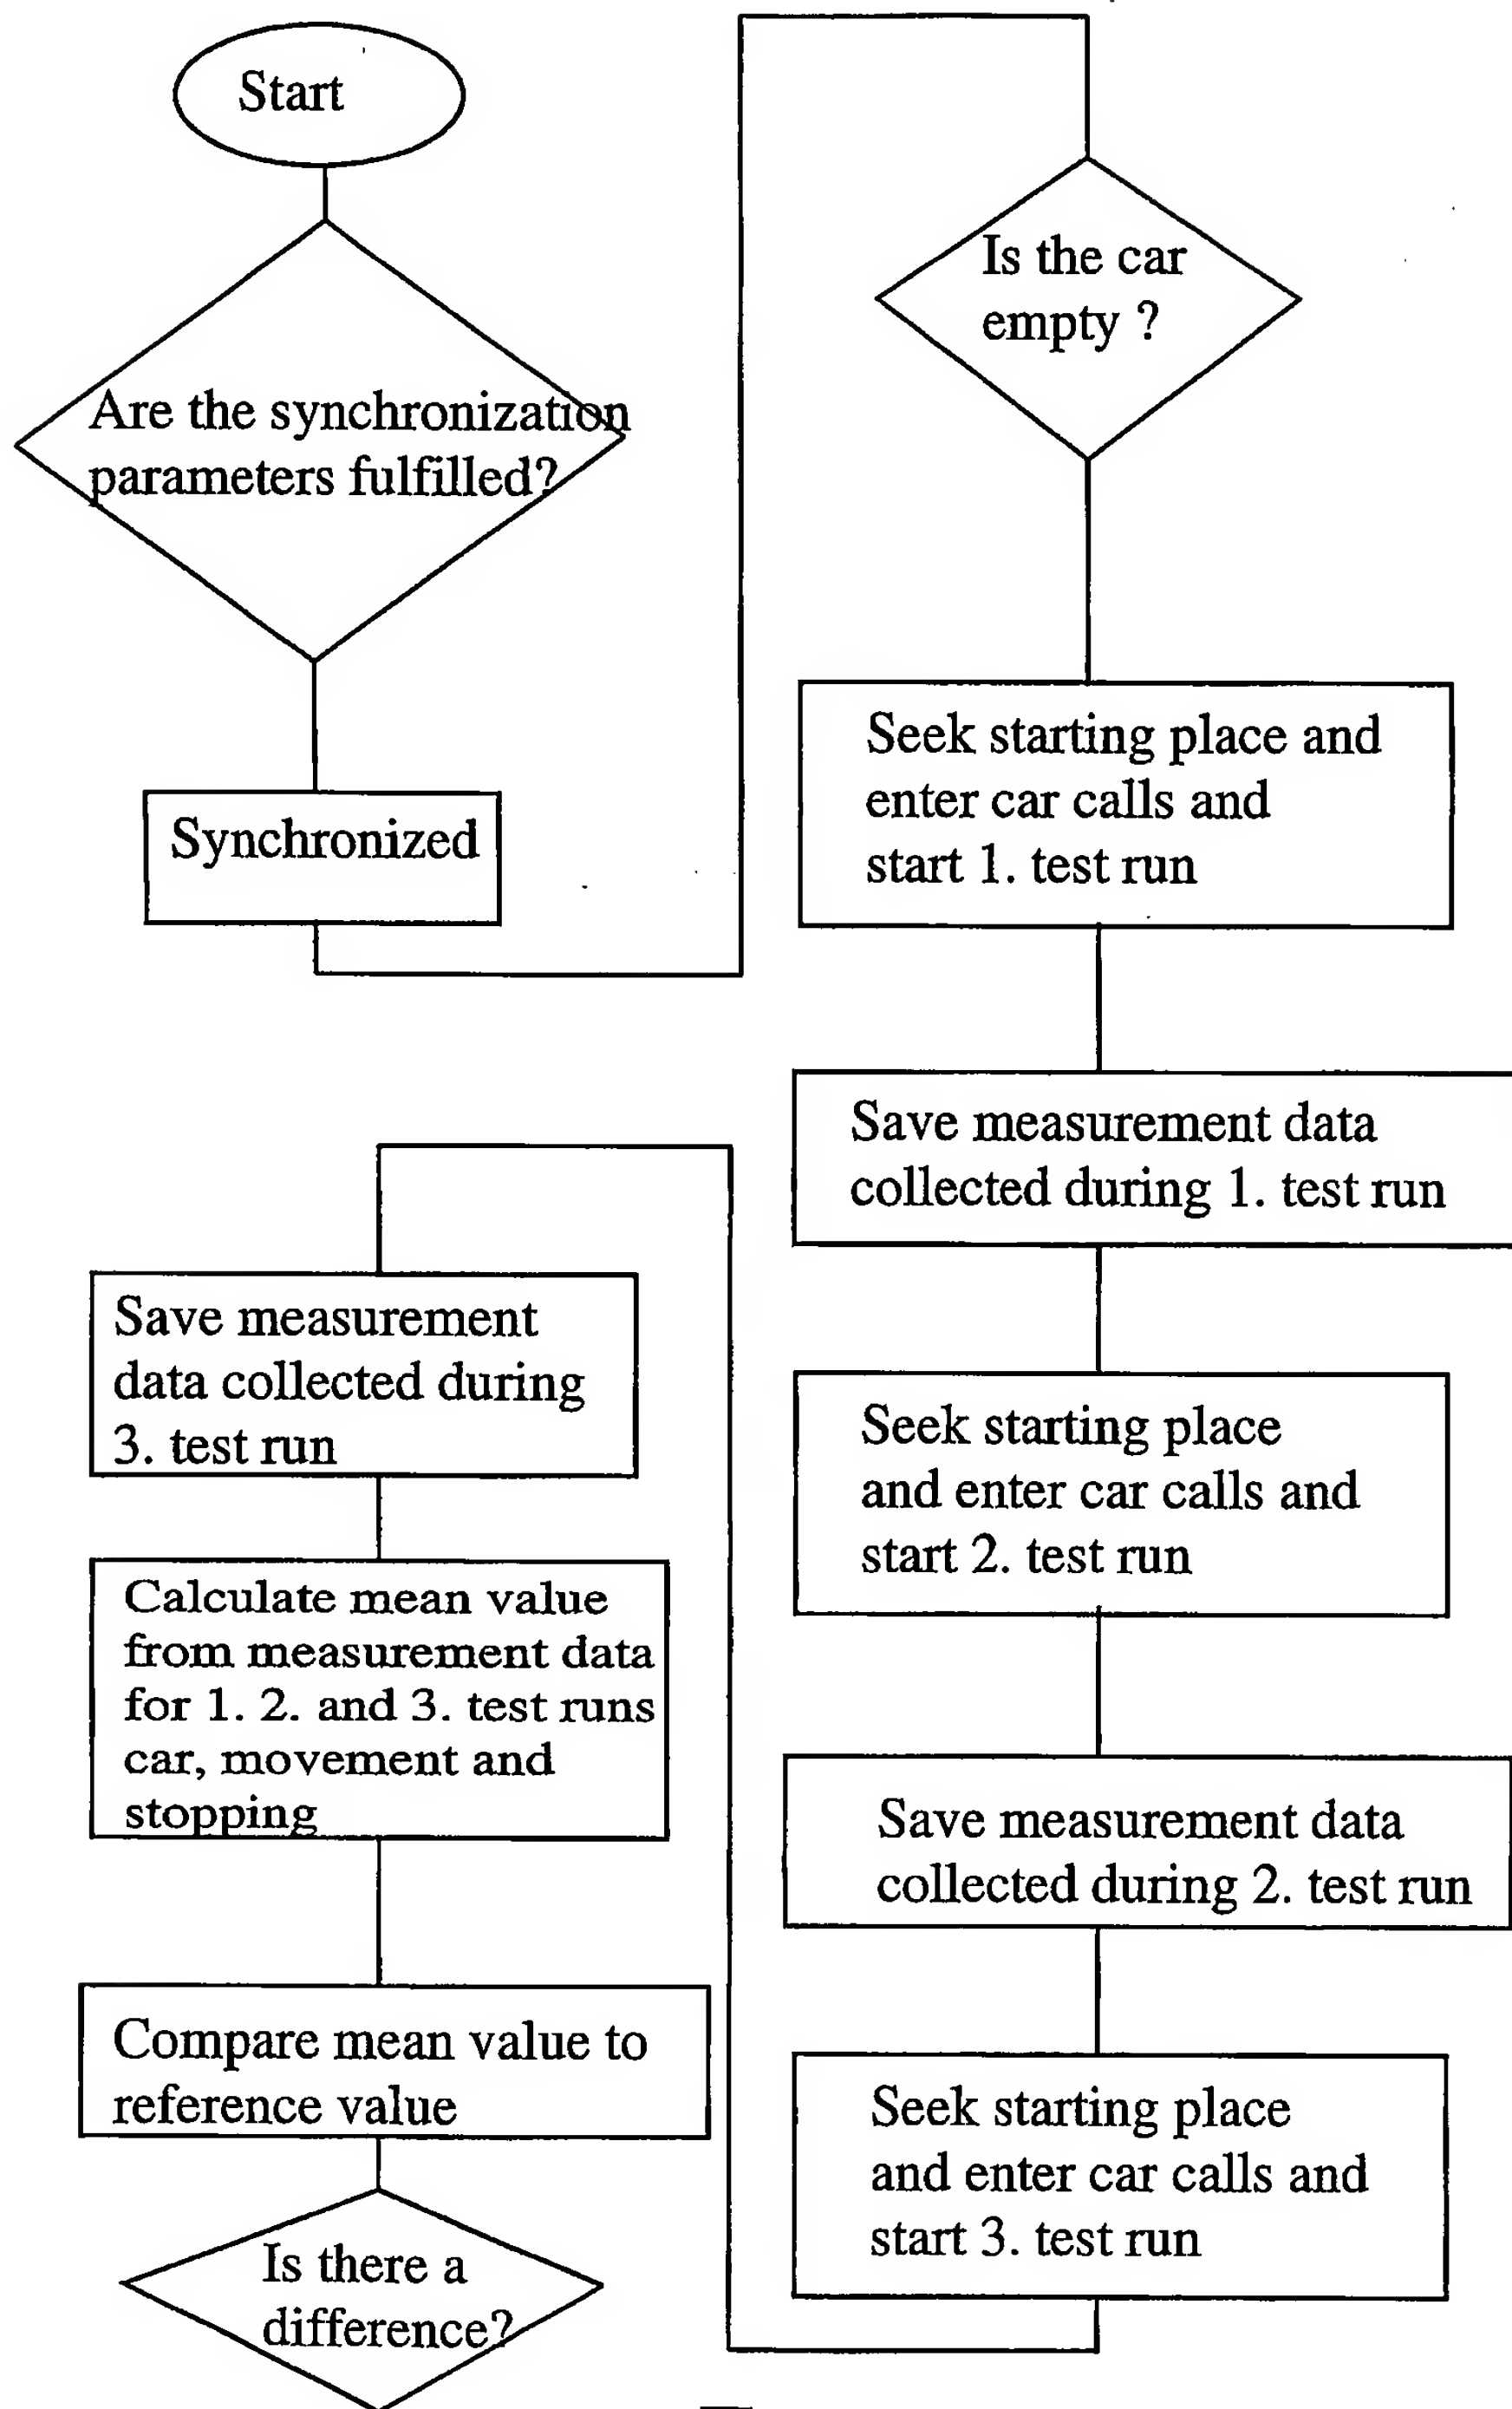 Start
Are the synchronization
parameters fulfilled?
Synchronized
Is the car
empty ?
Seek starting place and
enter car calls and
start 1. test run
Save measurement data
collected during 1. test run
Seek starting place
and enter car calls and
start 2. test run
Save measurement data
collected during 2. test run
Seek starting place
and enter car calls and
start 3. test run
Save measurement
data collected during
3. test run
Calculate mean value
from measurement data
for 1. 2. and 3. test runs
car, movement and
stopping
Compare mean value to
reference value
Is there a
difference?